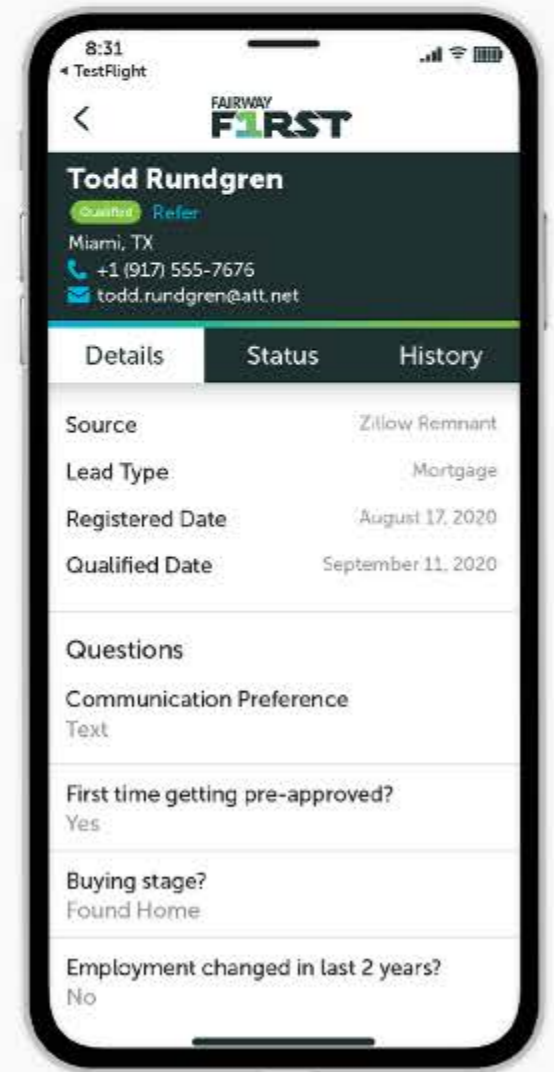 8:31
TestFlight
FAIRWAY
F1RST
Todd Rundgren
Qualified Refer
Miami, TX
+1 (917) 555-7676
todd.rundgren@att.net
Details Status History
Source Zillow Remnant
Lead Type Mortgage
Registered Date August 17, 2020
Qualified Date September 11, 2020
Questions
Communication Preference
Text
First time getting pre-approved?
Yes
Buying stage?
Found Home
Employment changed in last 2 years?
No